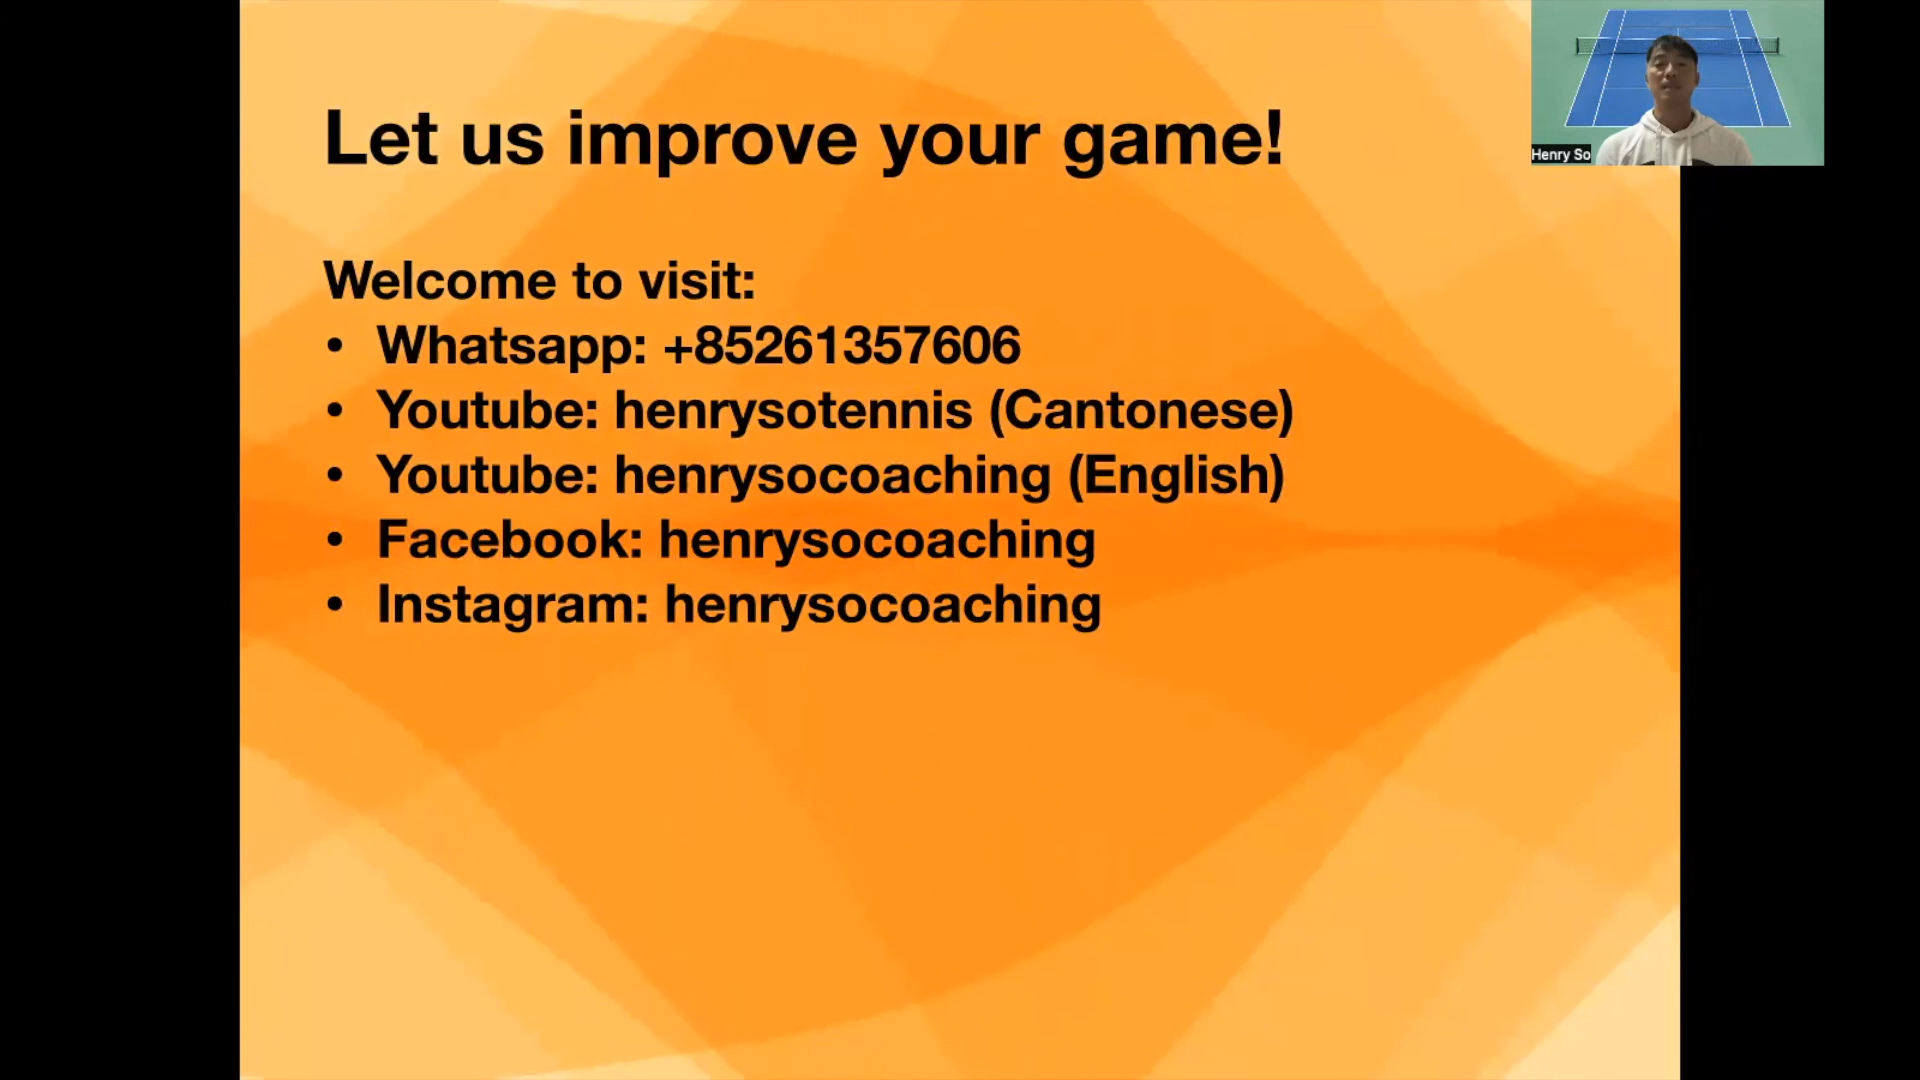 Let us improve your game!
Welcome to visit:
• Whatsapp: +85261357606
• Youtube: henrysotennis (Cantonese)
• Youtube: henrysocoaching (English)
• Facebook: henrysocoaching
• Instagram: henrysocoaching
Henry So